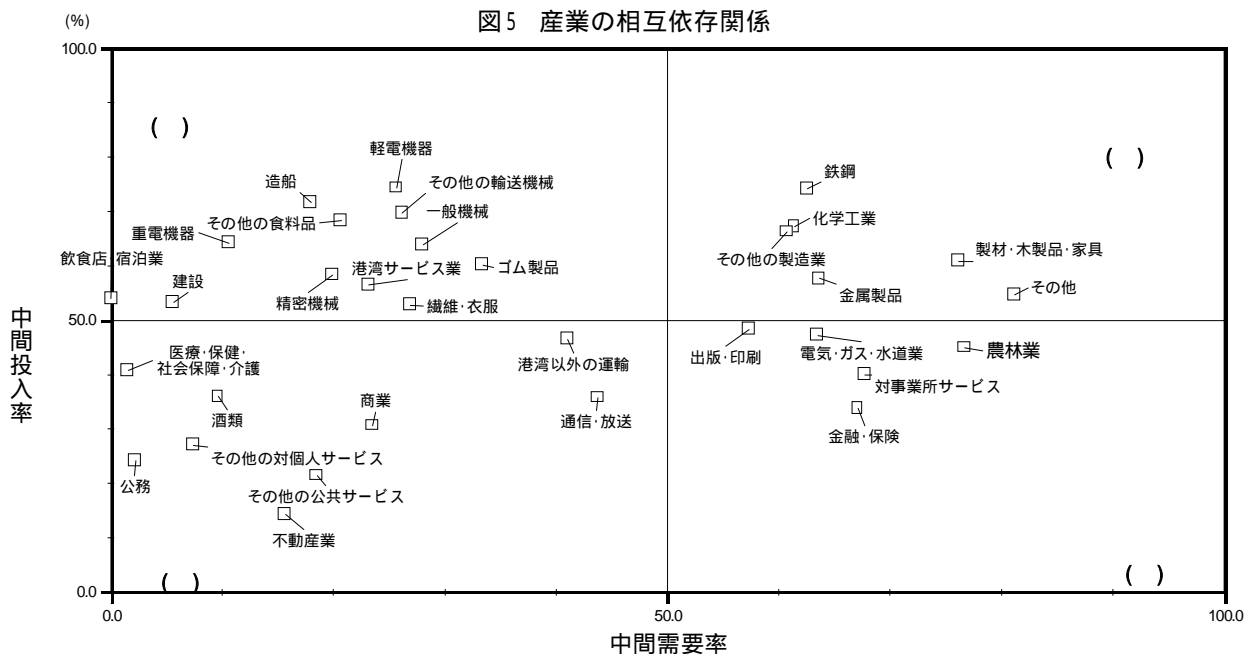 図5 産業の相互依存関係
(%)
100.0
( )
( )
軽電機器
鉄鋼
造船
その他の輸送機械
一般機械
その他の食料品
化学工業
重電機器
その他の製造業
製材・木製品・家具
飲食店 宿泊業
港湾サービス業
ゴム製品
建設
精密機械
金属製品
その他
繊維・衣服
50.0
中間投入率
医療・保健・
社会保障・介護
港湾以外の運輸
出版・印刷
電気・ガス・水道業
農林業
対事業所サービス
酒類
商業
通信・放送
金融・保険
その他の対個人サービス
公務
その他の公共サービス
不動産業
( )
( )
0.0
0.0
50.0
100.0
中間需要率